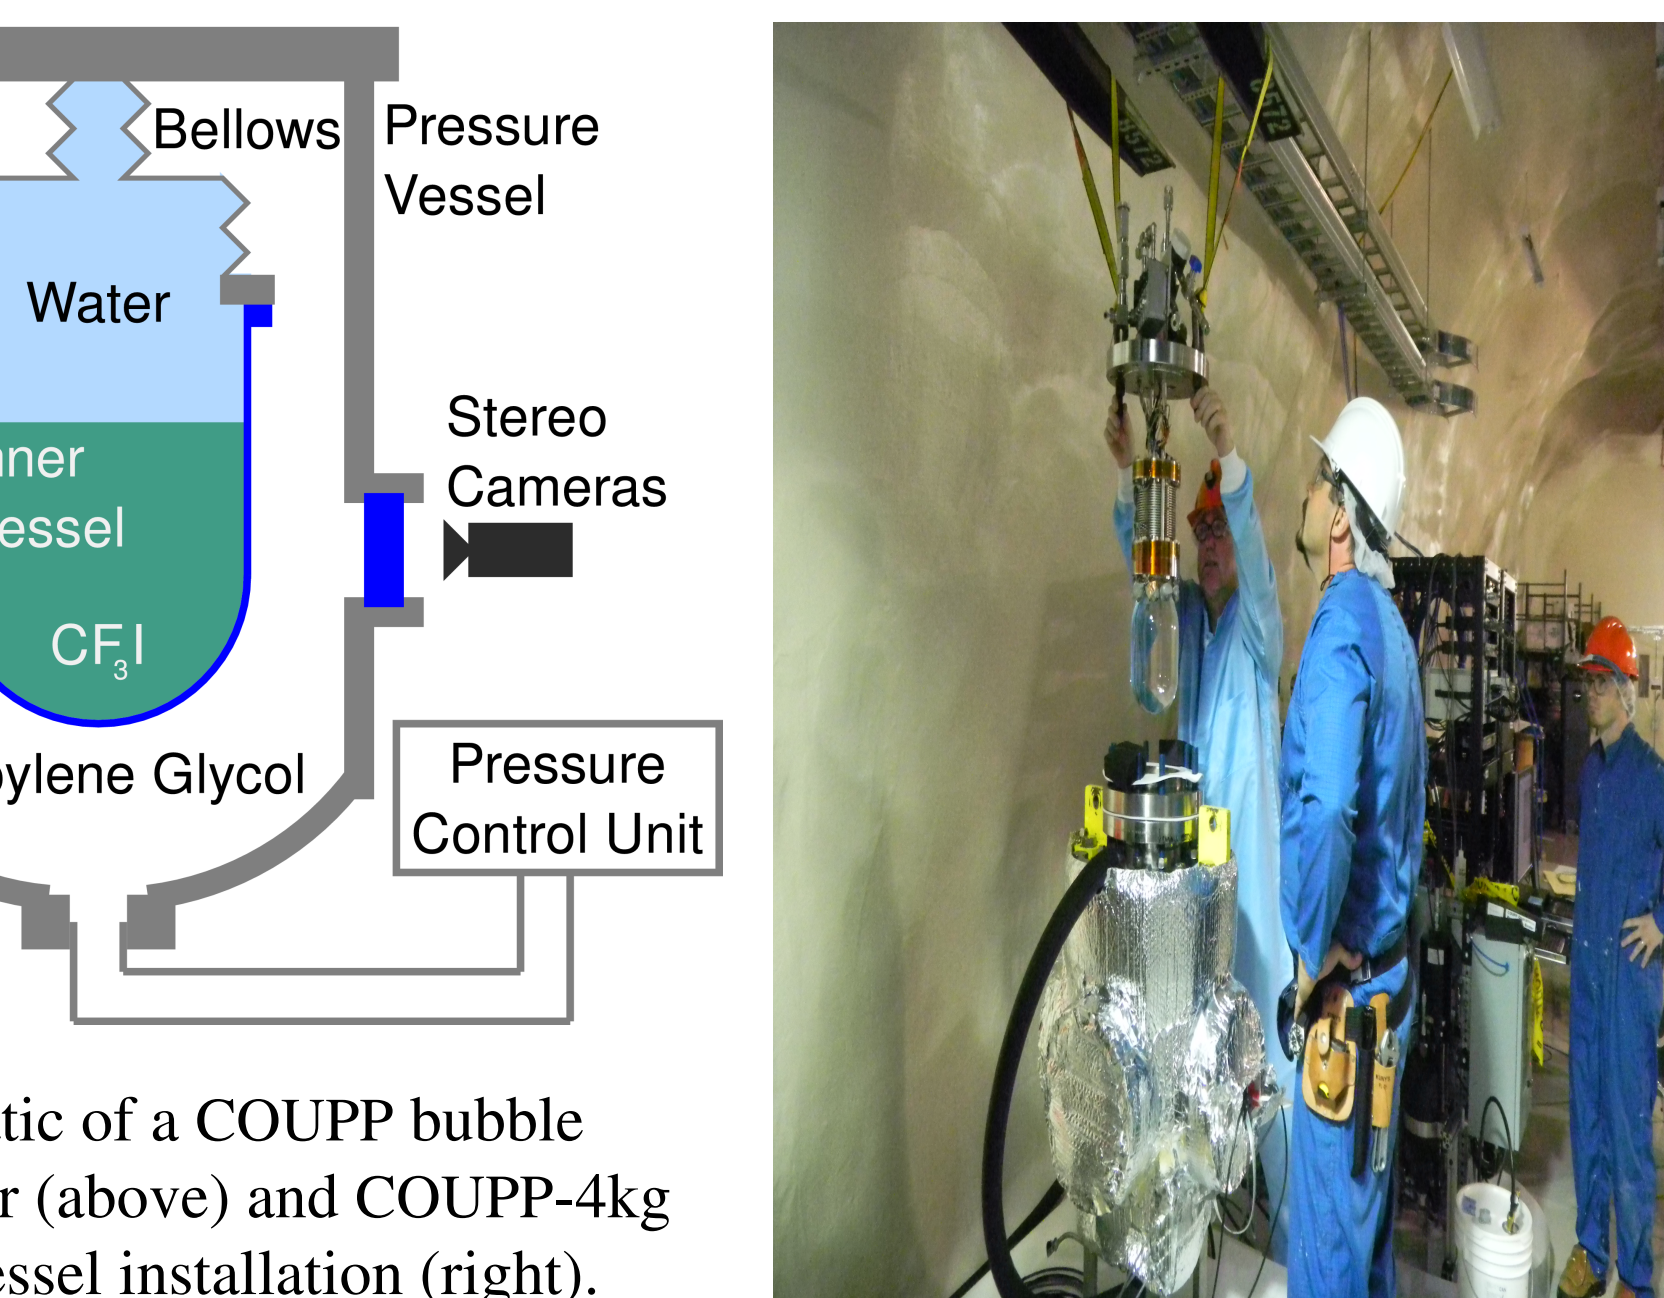 Bellows
Pressure
Vessel
Water
Stereo
Cameras
nner
essel
CF3I
ylene Glycol
Pressure
Control Unit
tic of a COUPP bubble
r (above) and COUPP-4kg
essel installation (right).